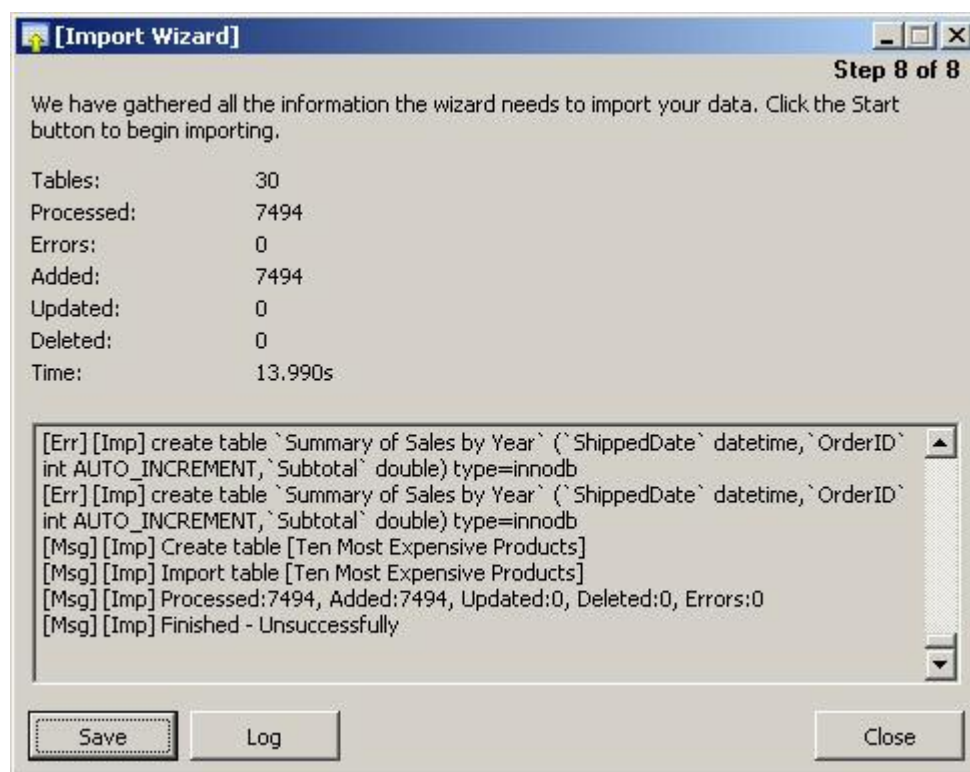 [Import Wizard]
Step 8 of 8
We have gathered all the information the wizard needs to import your data. Click the Start
button to begin importing.
Tables: 30
Processed: 7494
Errors: 0
Added: 7494
Updated: 0
Deleted: 0
Time: 13.990s
[Err] [Imp] create table `Summary of Sales by Year` (`ShippedDate` datetime,`OrderID`
int AUTO_INCREMENT,`Subtotal` double) type=innodb
[Err] [Imp] create table `Summary of Sales by Year` (`ShippedDate` datetime,`OrderID`
int AUTO_INCREMENT,`Subtotal` double) type=innodb
[Msg] [Imp] Create table [Ten Most Expensive Products]
[Msg] [Imp] Import table [Ten Most Expensive Products]
[Msg] [Imp] Processed:7494, Added:7494, Updated:0, Deleted:0, Errors:0
[Msg] [Imp] Finished - Unsuccessfully
Save Log Close